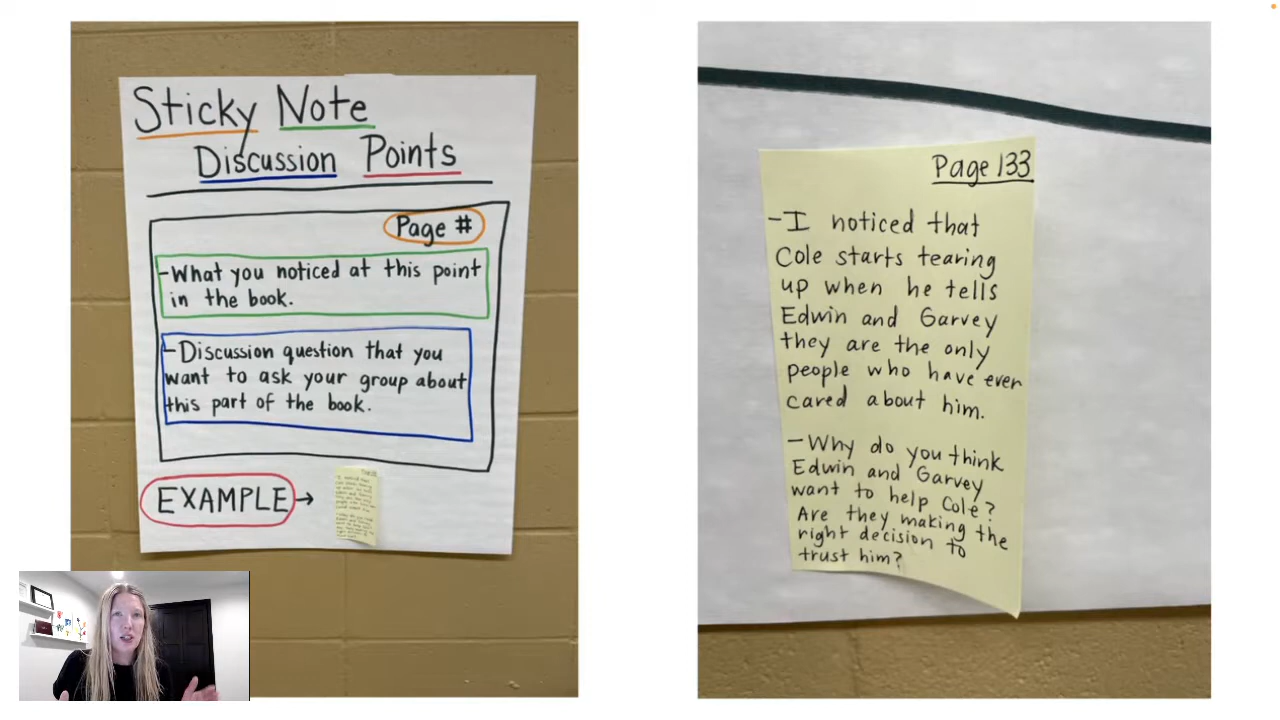 Sticky Note
Discussion Points
Page #
-What you noticed at this point
in the book.
-Discussion question that you
want to ask your group about
this part of the book.
EXAMPLE→
Page 133
-I noticed that
Cole starts tearing
up when he tells
Edwin and Garvey
they are the only
people who have ever
cared about him.
-Why do you think
Edwin and Garvey
want to help Cole?
Are they making the
right decision to
trust him?